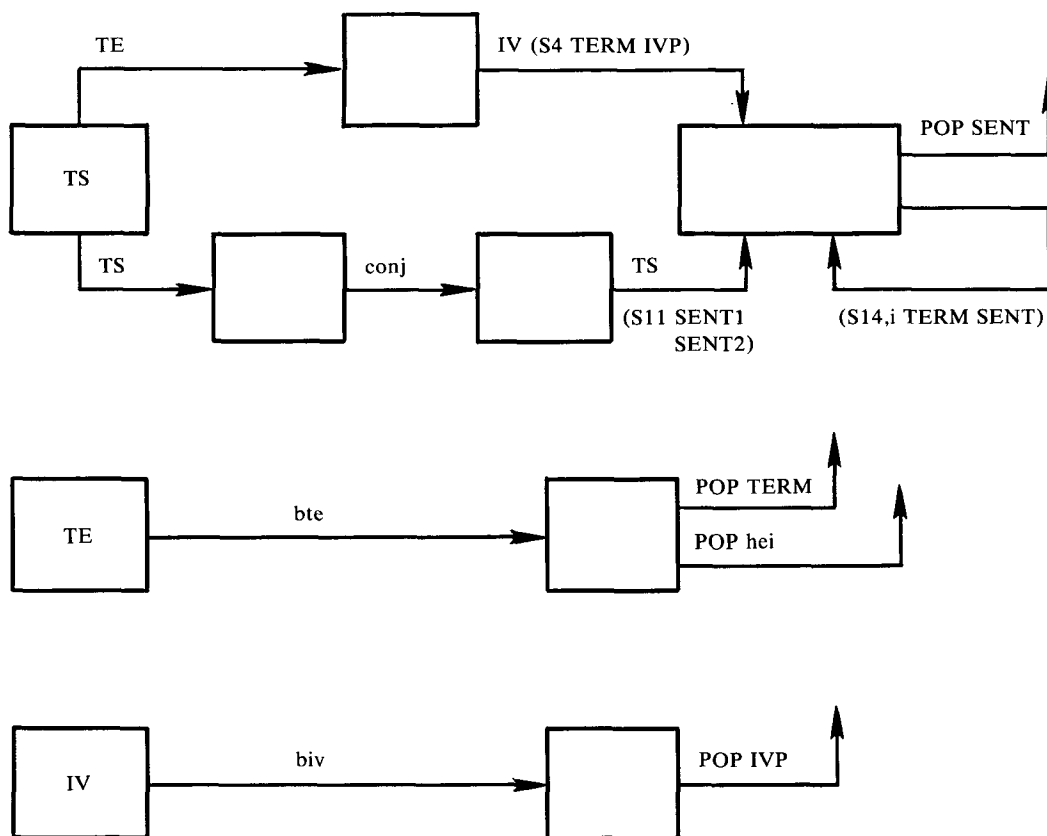 TE
IV (S4 TERM IVP)
POP SENT
TS
TS
conj
TS
(S11 SENT1
SENT2)
(S14,i TERM SENT)
TE
bte
POP TERM
POP hei
IV
biv
POP IVP